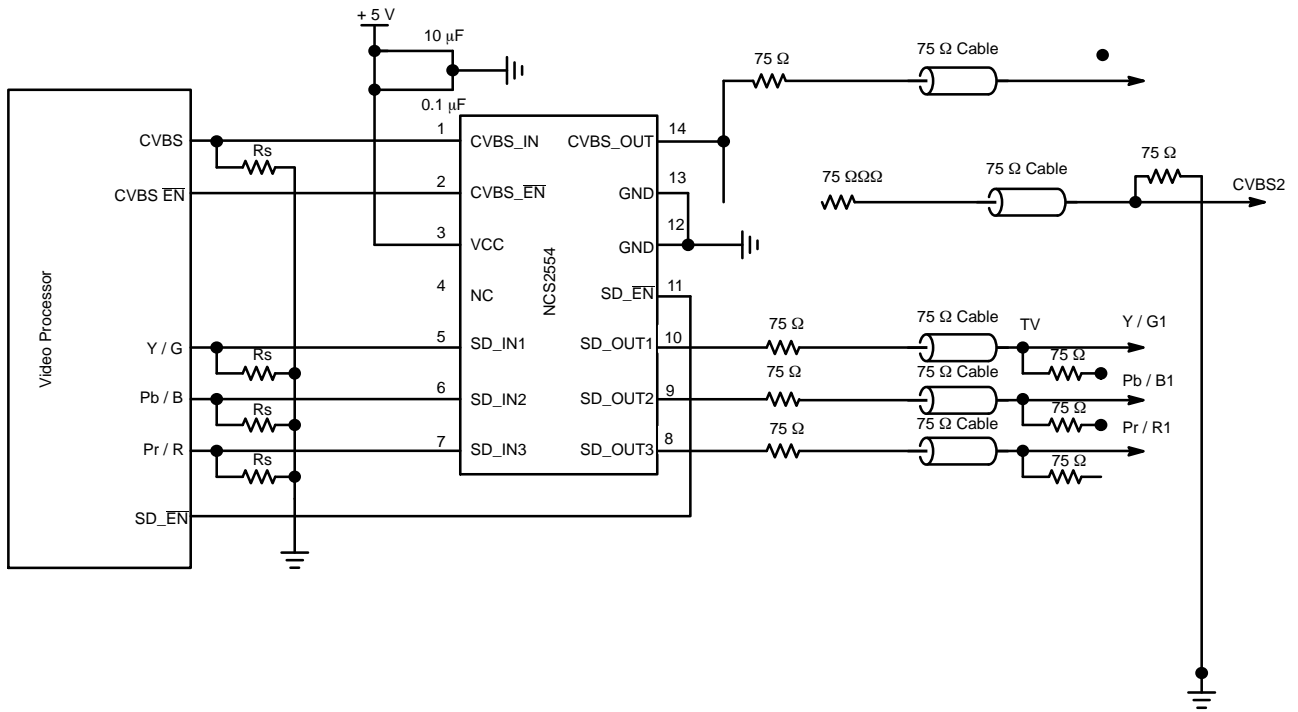 + 5 V
10 μF
0.1 μF
75 Ω
75 Ω Cable
Video Processor
CVBS
Rs
1
CVBS_IN
CVBS_OUT
14
CVBS EN
2
CVBS_EN
GND
13
75 ΩΩΩ
75 Ω Cable
75 Ω
CVBS2
3
VCC
GND
12
4
NC
SD_EN
11
NCS2554
Y / G
Rs
5
SD_IN1
SD_OUT1
10
75 Ω
75 Ω Cable
TV
Y / G1
75 Ω
Pb / B
Rs
6
SD_IN2
SD_OUT2
9
75 Ω
75 Ω Cable
Pb / B1
75 Ω
Pr / R
Rs
7
SD_IN3
SD_OUT3
8
75 Ω
75 Ω Cable
Pr / R1
75 Ω
SD_EN